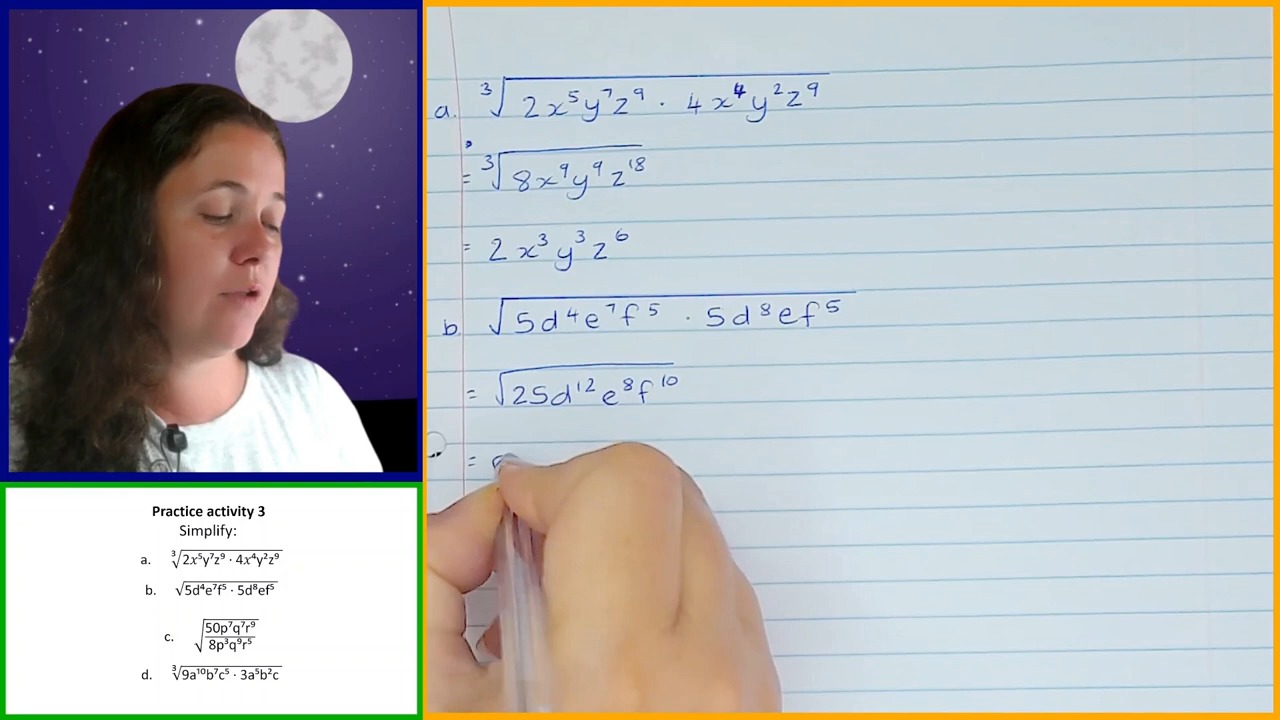 a. ∛(2x⁵y⁷z⁹ · 4x⁴y²z⁹)
= ∛(8x⁹y⁹z¹⁸)
= 2x³y³z⁶
b. √(5d⁴e⁷f⁵ · 5d⁸ef⁵)
= √(25d¹²e⁸f¹⁰)
=
Practice activity 3
Simplify:
a. ∛(2x⁵y⁷z⁹ · 4x⁴y²z⁹)
b. √(5d⁴e⁷f⁵ · 5d⁸ef⁵)
c. √(50p⁷q⁷r⁹ / 8p³q⁹r⁵)
d. ∛(9a¹⁰b⁷c⁵ · 3a⁵b²c)